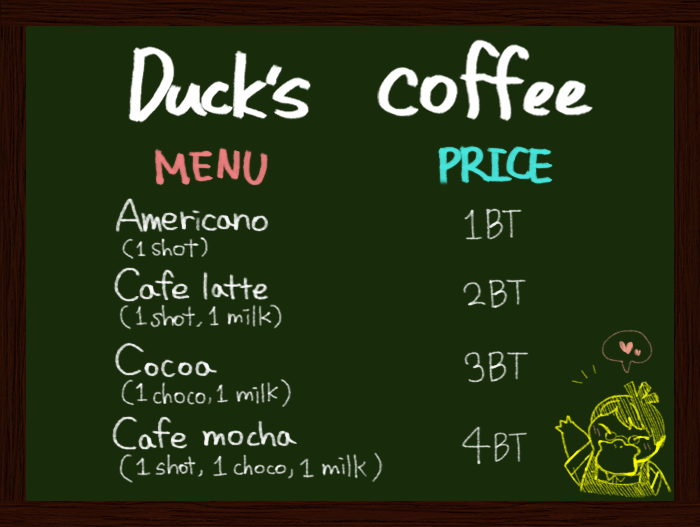 Duck's coffee
MENU PRICE
Americano 1BT
(1 shot)
Cafe latte 2BT
(1 shot, 1 milk)
Cocoa 3BT
(1 choco, 1 milk)
Cafe mocha 4BT
(1 shot, 1 choco, 1 milk)